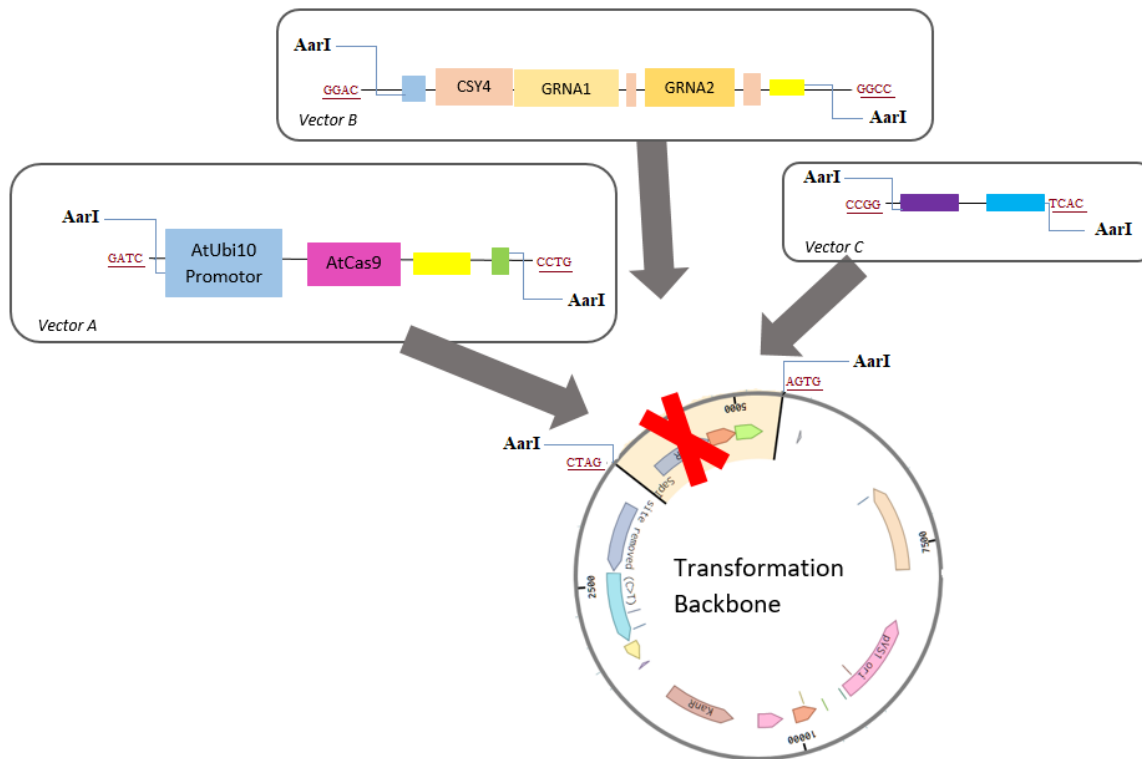 AarI
CSY4
GRNA1
GRNA2
GGAC
GGCC
Vector B
AarI
AarI
AarI
CCGG
TCAC
AtUbi10
Promotor
AtCas9
GATC
CCTG
Vector C
AarI
AarI
Vector A
AarI
AGTG
5000
AarI
CTAG
R
SapI site removed (C>T)
7500
Transformation
Backbone
2500
pVS1 ori
KanR
10000